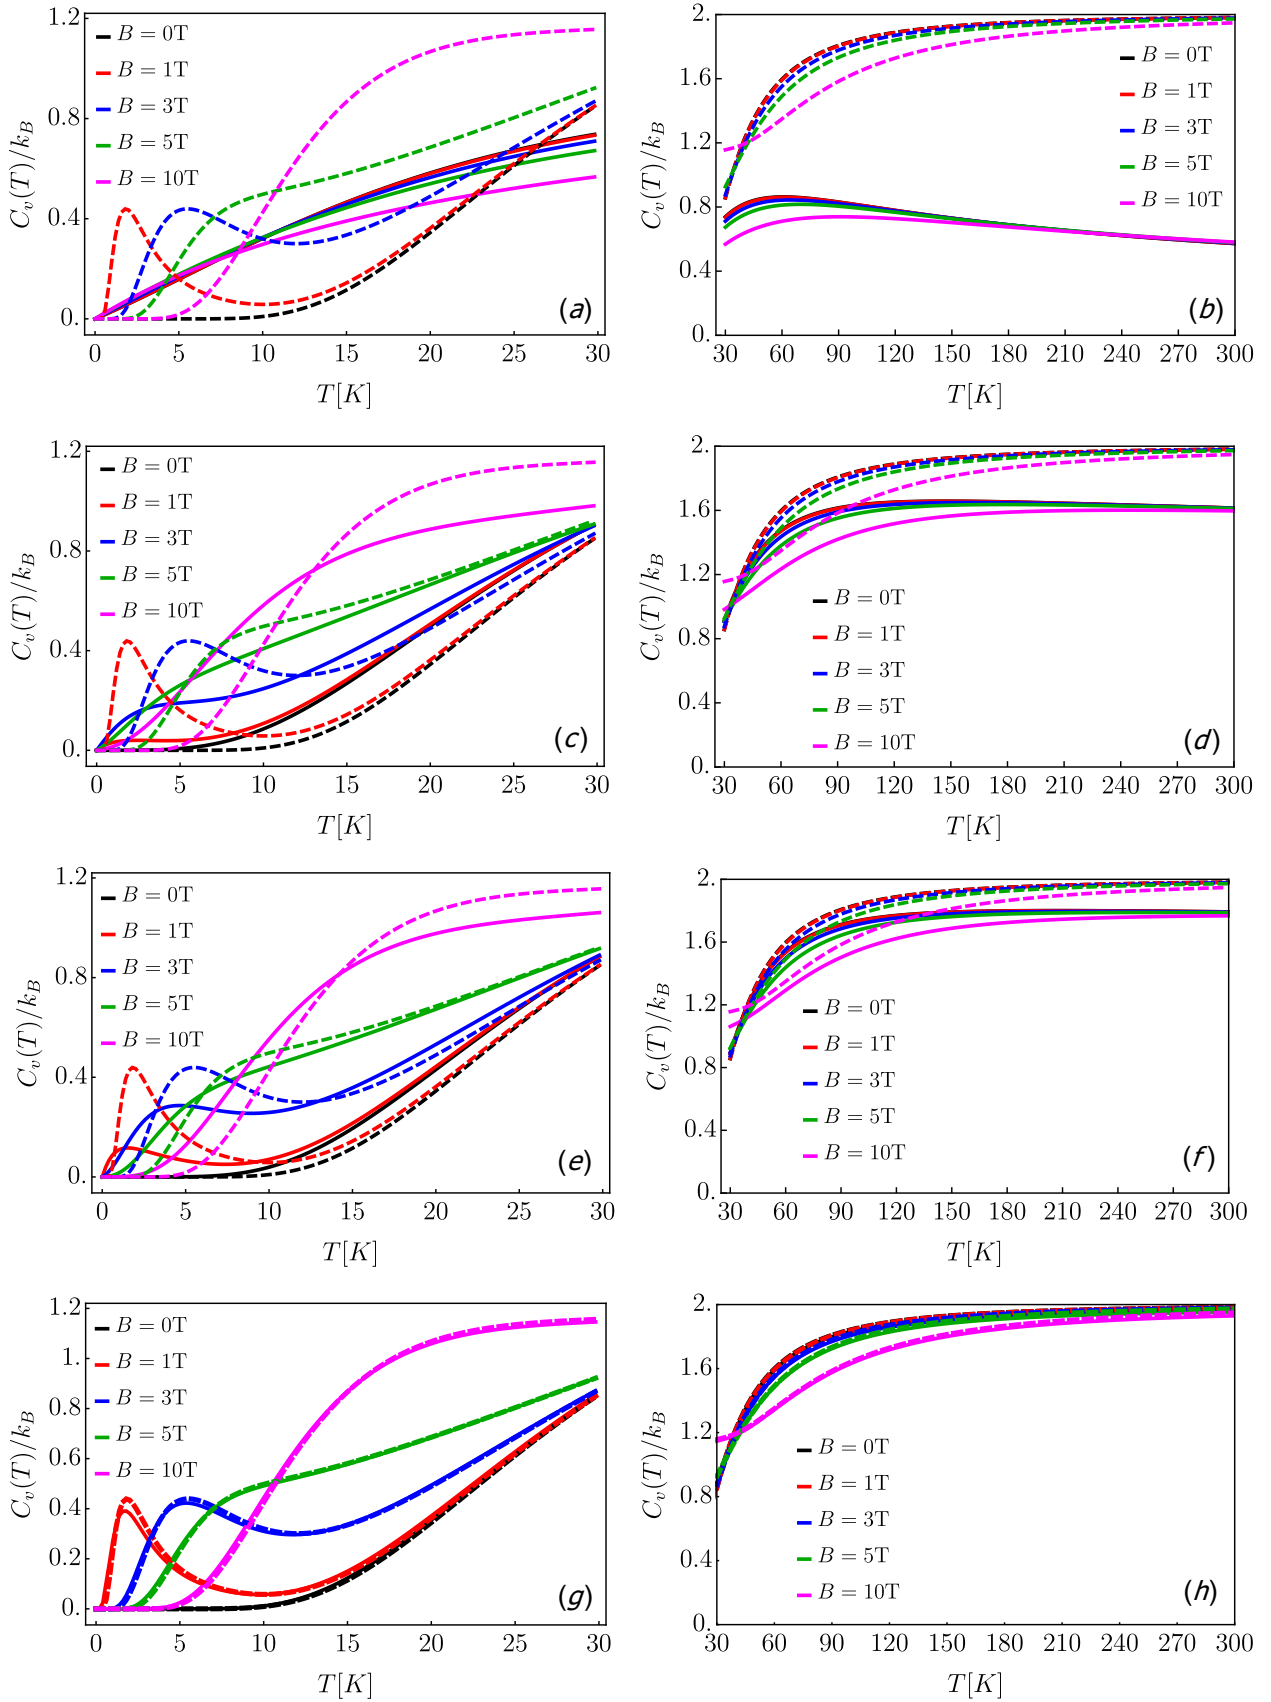 1.2
0.8
0.4
0.
C_v(T)/k_B
B = 0T
B = 1T
B = 3T
B = 5T
B = 10T
(a)
0 5 10 15 20 25 30
T[K]
2.
1.6
1.2
0.8
0.4
0.
C_v(T)/k_B
B = 0T
B = 1T
B = 3T
B = 5T
B = 10T
(b)
30 60 90 120 150 180 210 240 270 300
T[K]
1.2
0.8
0.4
0.
C_v(T)/k_B
B = 0T
B = 1T
B = 3T
B = 5T
B = 10T
(c)
0 5 10 15 20 25 30
T[K]
2.
1.6
1.2
0.8
0.4
0.
C_v(T)/k_B
B = 0T
B = 1T
B = 3T
B = 5T
B = 10T
(d)
30 60 90 120 150 180 210 240 270 300
T[K]
1.2
0.8
0.4
0.
C_v(T)/k_B
B = 0T
B = 1T
B = 3T
B = 5T
B = 10T
(e)
0 5 10 15 20 25 30
T[K]
2.
1.6
1.2
0.8
0.4
0.
C_v(T)/k_B
B = 0T
B = 1T
B = 3T
B = 5T
B = 10T
(f)
30 60 90 120 150 180 210 240 270 300
T[K]
1.2
1.
0.8
0.6
0.4
0.2
0.
C_v(T)/k_B
B = 0T
B = 1T
B = 3T
B = 5T
B = 10T
(g)
0 5 10 15 20 25 30
T[K]
2.
1.6
1.2
0.8
0.4
0.
C_v(T)/k_B
B = 0T
B = 1T
B = 3T
B = 5T
B = 10T
(h)
30 60 90 120 150 180 210 240 270 300
T[K]